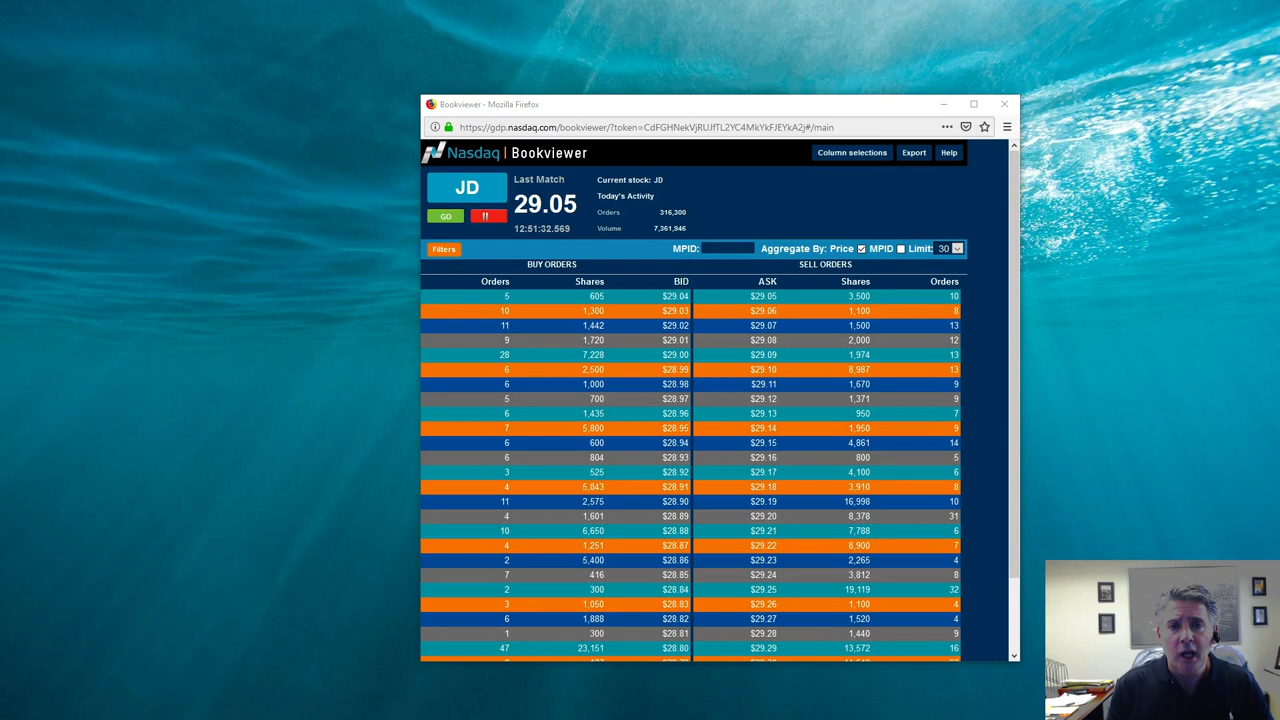 Bookviewer - Mozilla Firefox
https://gdp.nasdaq.com/bookviewer/?token=CdFGHNekVjRUJfTL2YC4MkYkFJEYkA2j#/main
Nasdaq | Bookviewer
Column selections Export Help
JD Last Match Current stock: JD
29.05 Today's Activity
GO Orders 316,300
12:51:32.569 Volume 7,361,946
Filters MPID: Aggregate By: Price MPID Limit: 30
BUY ORDERS SELL ORDERS
Orders Shares BID ASK Shares Orders
5 605 $29.04 $29.05 3,500 10
10 1,300 $29.03 $29.06 1,100 8
11 1,442 $29.02 $29.07 1,500 13
9 1,720 $29.01 $29.08 2,000 12
28 7,228 $29.00 $29.09 1,974 13
6 2,500 $28.99 $29.10 8,987 13
6 1,000 $28.98 $29.11 1,670 9
5 700 $28.97 $29.12 1,371 9
6 1,435 $28.96 $29.13 950 7
7 5,800 $28.95 $29.14 1,950 9
6 600 $28.94 $29.15 4,861 14
6 804 $28.93 $29.16 800 5
3 525 $28.92 $29.17 4,100 6
4 5,843 $28.91 $29.18 3,910 8
11 2,575 $28.90 $29.19 16,998 10
4 1,601 $28.89 $29.20 8,378 31
10 6,650 $28.88 $29.21 7,788 6
4 1,251 $28.87 $29.22 8,900 7
2 5,400 $28.86 $29.23 2,265 4
7 416 $28.85 $29.24 3,812 8
2 300 $28.84 $29.25 19,119 32
3 1,050 $28.83 $29.26 1,100 4
6 1,888 $28.82 $29.27 1,520 4
1 300 $28.81 $29.28 1,440 9
47 23,151 $28.80 $29.29 13,572 16